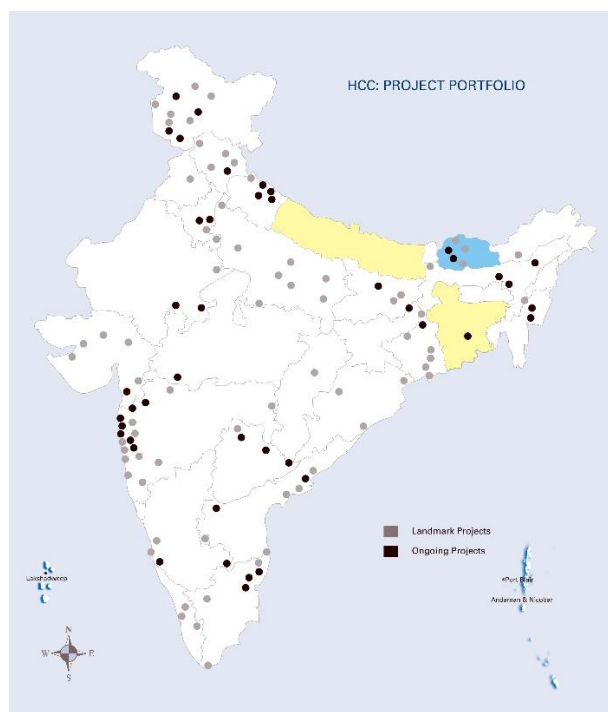 HCC: PROJECT PORTFOLIO
Landmark Projects
Ongoing Projects
Lakshadweep
Port Blair
Andaman & Nicobar
N
W E
S